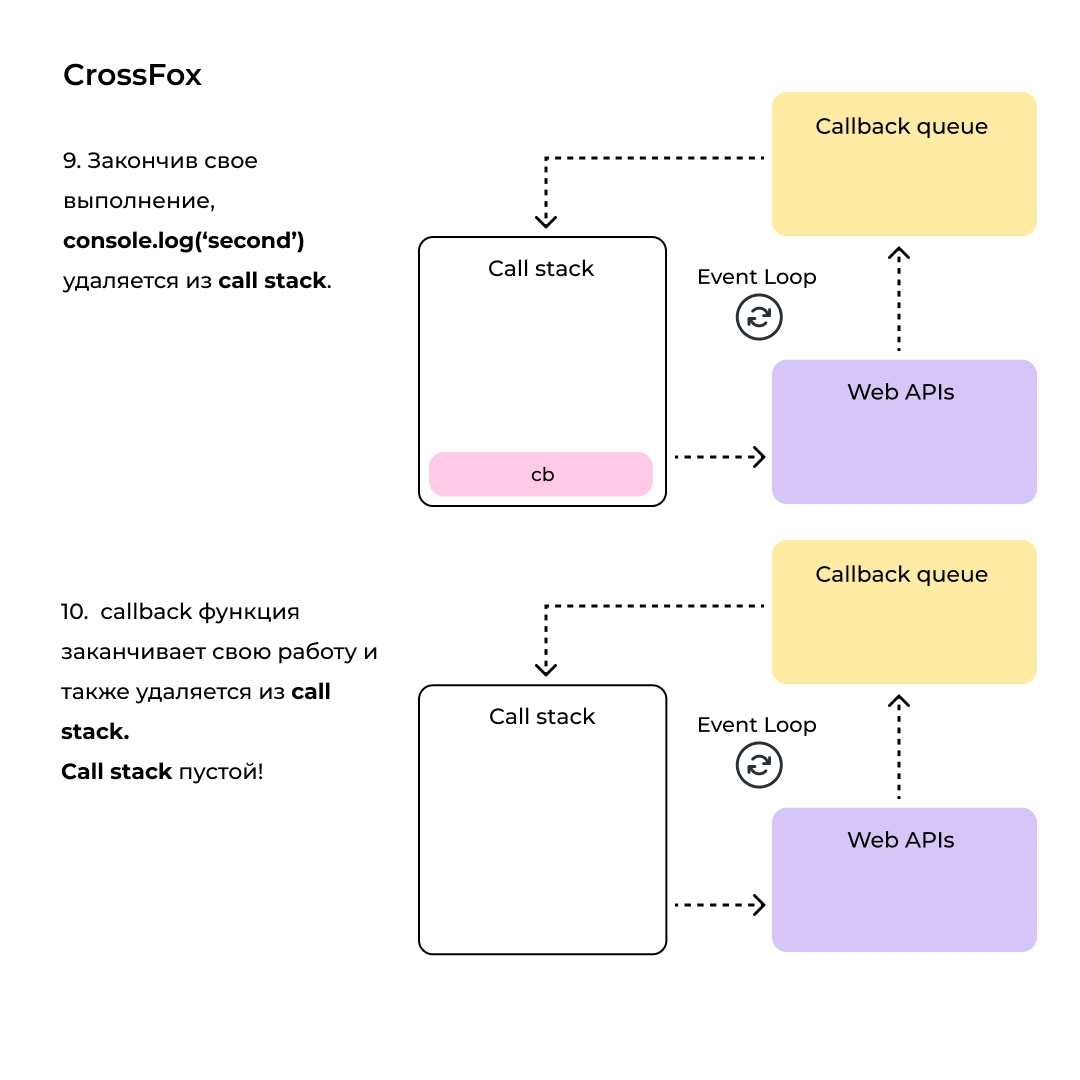 CrossFox
9. Закончив свое
выполнение,
console.log(‘second’)
удаляется из call stack.
Callback queue
Call stack
Event Loop
Web APIs
cb
10.  callback функция
заканчивает свою работу и
также удаляется из call
stack.
Call stack пустой!
Callback queue
Call stack
Event Loop
Web APIs